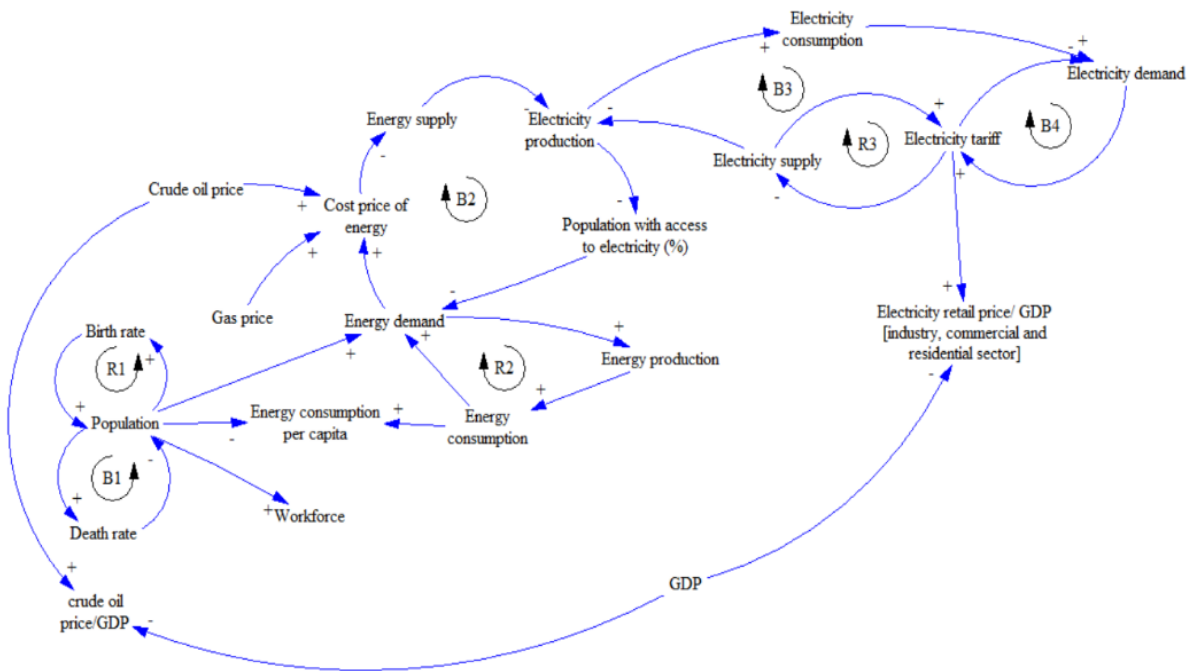 Electricity
consumption
+
- +
Electricity demand
B3
Energy supply
-
Electricity
production
-
+
B4
R3
Electricity tariff
Electricity supply
-
+
-
Crude oil price
+
Cost price of
energy
B2
-
Population with access
to electricity (%)
+
+
-
Gas price
Energy demand
+
+
+
Electricity retail price/ GDP
[industry, commercial and
residential sector]
-
Birth rate
+
R1
+
R2
Energy production
+
+
Population
-
Energy consumption
per capita
+
Energy
consumption
B1
-
+
+Workforce
Death rate
+
crude oil
price/GDP
-
GDP